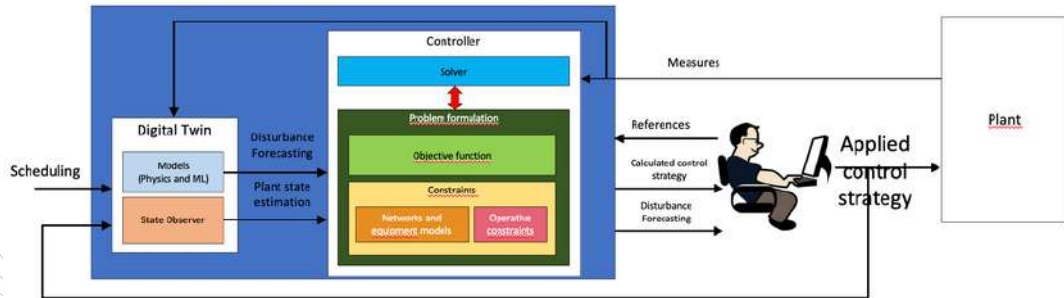 Controller
Solver
Measures
Problem formulation
Plant
Digital Twin
Disturbance
Forecasting
References
Objective function
Applied
control
strategy
Scheduling
Models
(Physics and ML)
Calculated control
strategy
Plant state
estimation
Constraints
State Observer
Networks and
equipment models
Operative
constraints
Disturbance
Forecasting